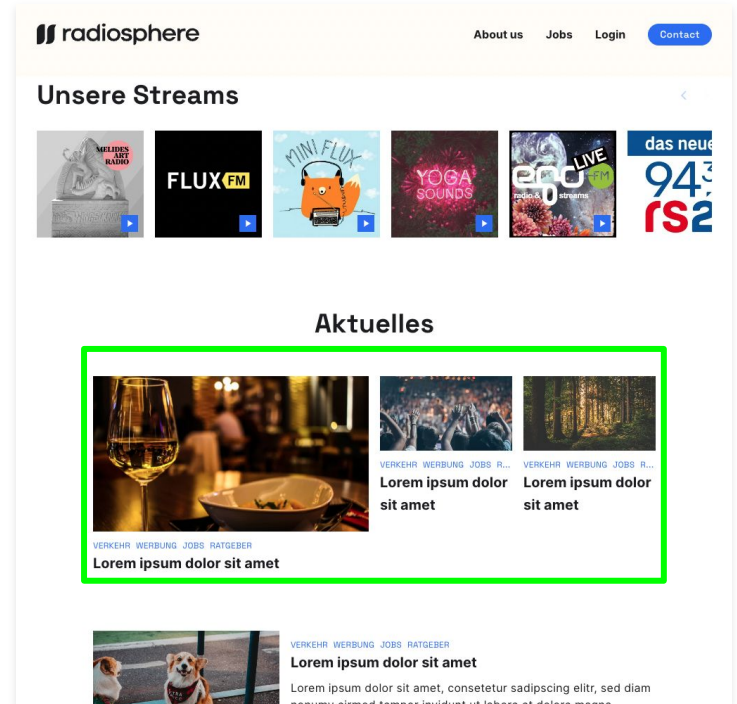 radiosphere
About us Jobs Login Contact
Unsere Streams
MELIDES
ART
RADIO
FLUX FM
MINI FLUX
YOGA
SOUNDS
LIVE
FM
radio & streams
das neue
94,3
rs2
Aktuelles
VERKEHR WERBUNG JOBS R...
Lorem ipsum dolor
sit amet
VERKEHR WERBUNG JOBS R...
Lorem ipsum dolor
sit amet
VERKEHR WERBUNG JOBS RATGEBER
Lorem ipsum dolor sit amet
VERKEHR WERBUNG JOBS RATGEBER
Lorem ipsum dolor sit amet
Lorem ipsum dolor sit amet, consetetur sadipscing elitr, sed diam